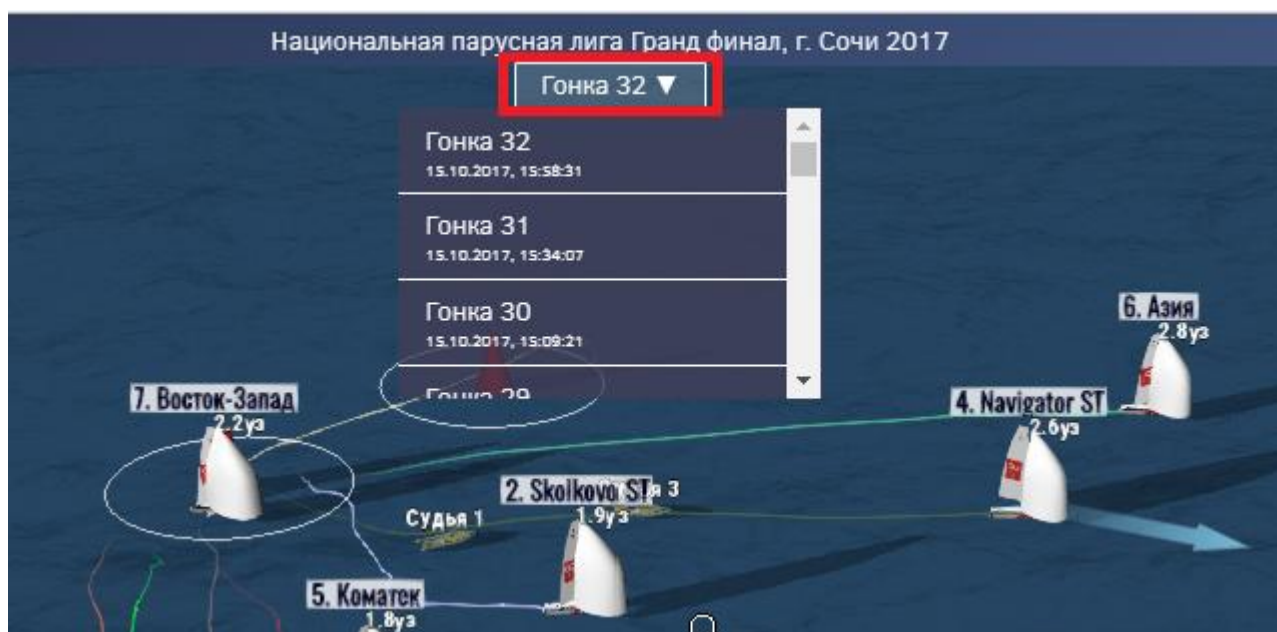 Национальная парусная лига Гранд финал, г. Сочи 2017
Гонка 32 ▼
Гонка 32
15.10.2017, 15:58:31
Гонка 31
15.10.2017, 15:34:07
Гонка 30
15.10.2017, 15:09:21
Гонка 29
6. Азия
2.8уз
7. Восток-Запад
2.2уз
4. Navigator ST
2.6уз
2. Skolkovo ST
3
1.9уз
Судья 1
5. Коматек
1.8уз